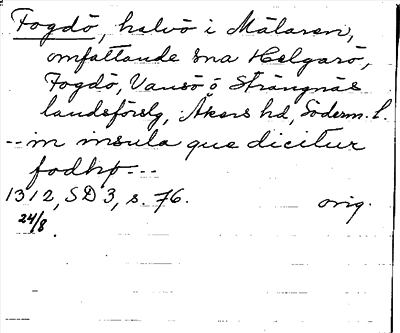 Fogdö, halvö i Mälaren,
omfattande sna Helgarö,
Fogdö, Vansö o Strängnäs
landsförslg, Åkers hd, Söderm. l.
--in insula que dicitur
fodhø---
1312, SD 3, s. 76. orig.
24/8